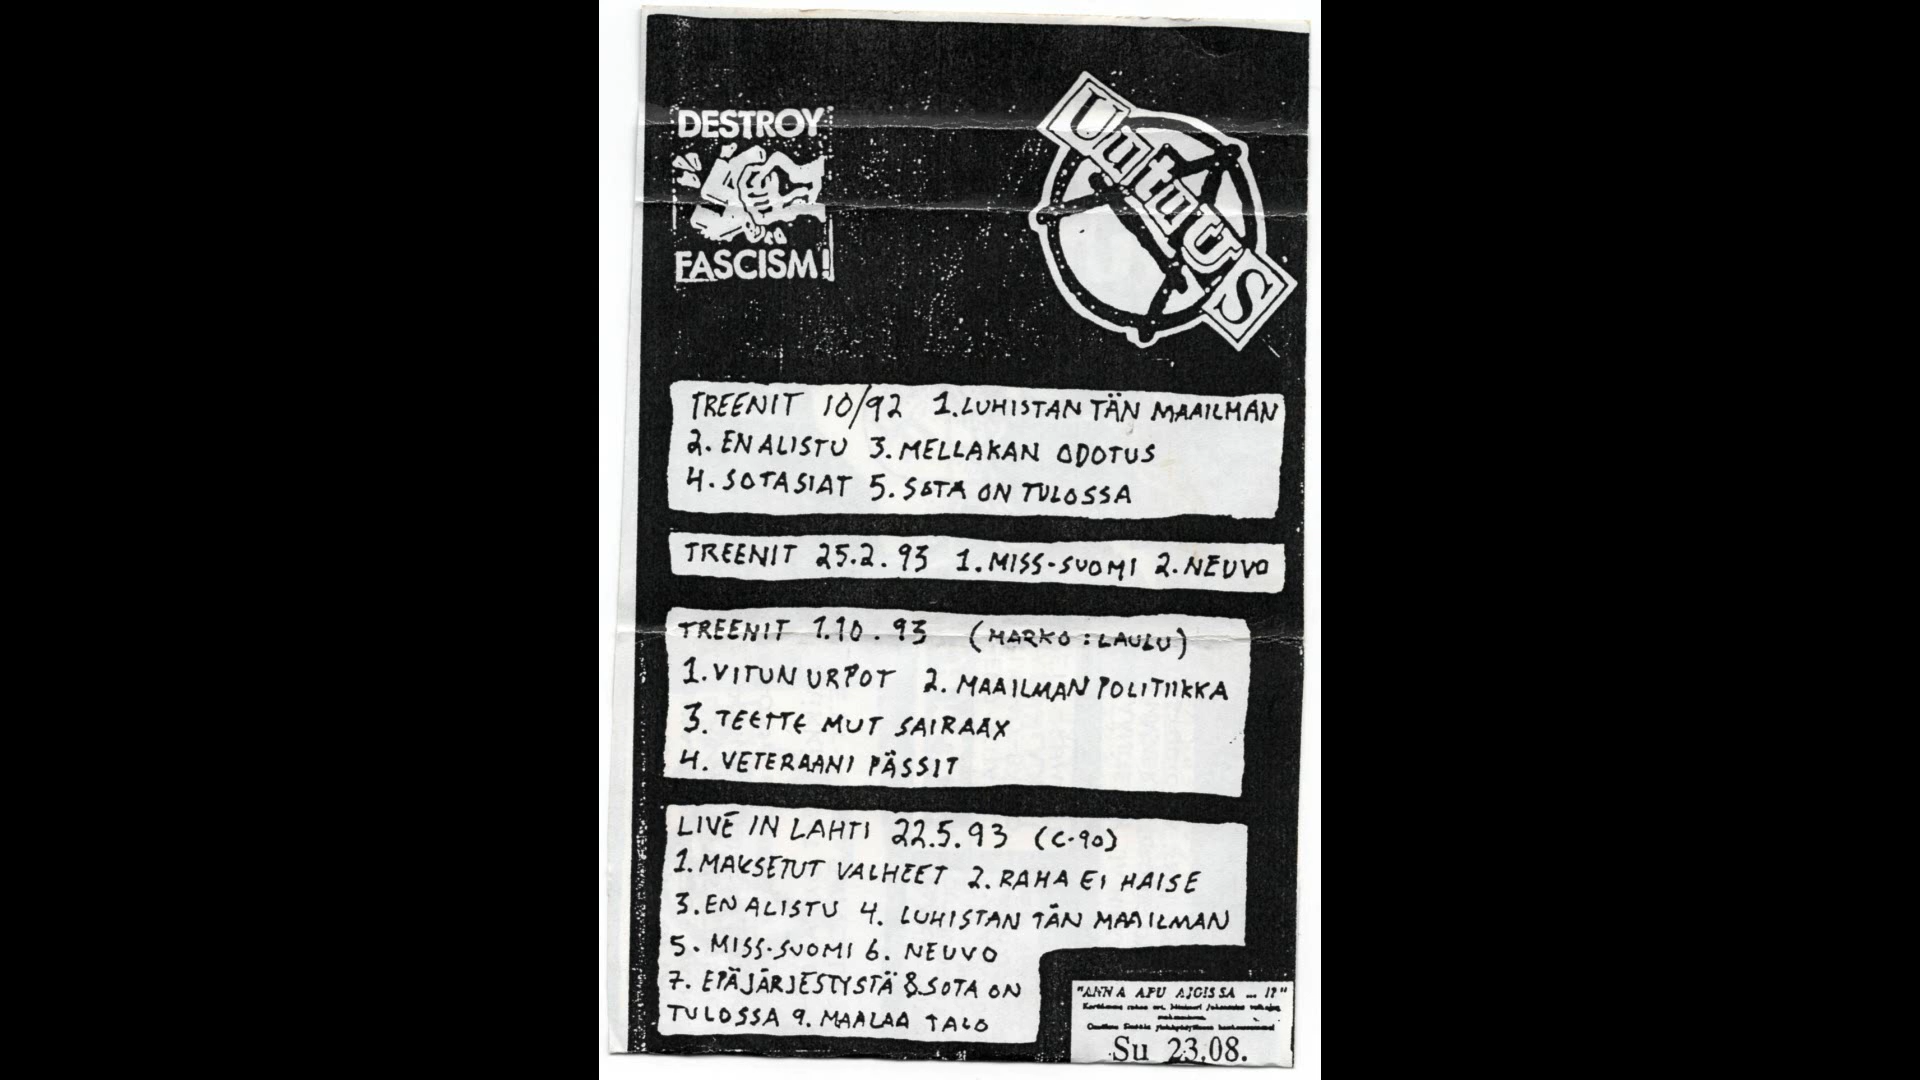 DESTROY
FASCISM!
UutuuS
TREENIT 10/92 1. LUHISTAN TÄN MAAILMAN
2. EN ALISTU 3. MELLAKAN ODOTUS
4. SOTASIAT 5. SOTA ON TULOSSA
TREENIT 25.2.93 1. MISS-SUOMI 2. NEUVO
TREENIT 1.10.93 (MARKO : LAULU)
1. VITUN URPOT 2. MAAILMAN POLITIIKKA
3. TEETTE MUT SAIRAAX
4. VETERAANI PÄSSIT
LIVE IN LAHTI 22.5.93 (C-90)
1. MAKSETUT VALHEET 2. RAHA EI HAISE
3. EN ALISTU 4. LUHISTAN TÄN MAAILMAN
5. MISS-SUOMI 6. NEUVO
7. EPÄJÄRJESTYSTÄ 8. SOTA ON
TULOSSA 9. MAALAA TALO
"ANNA APU AJOISSA ... !?"
Su 23.08.